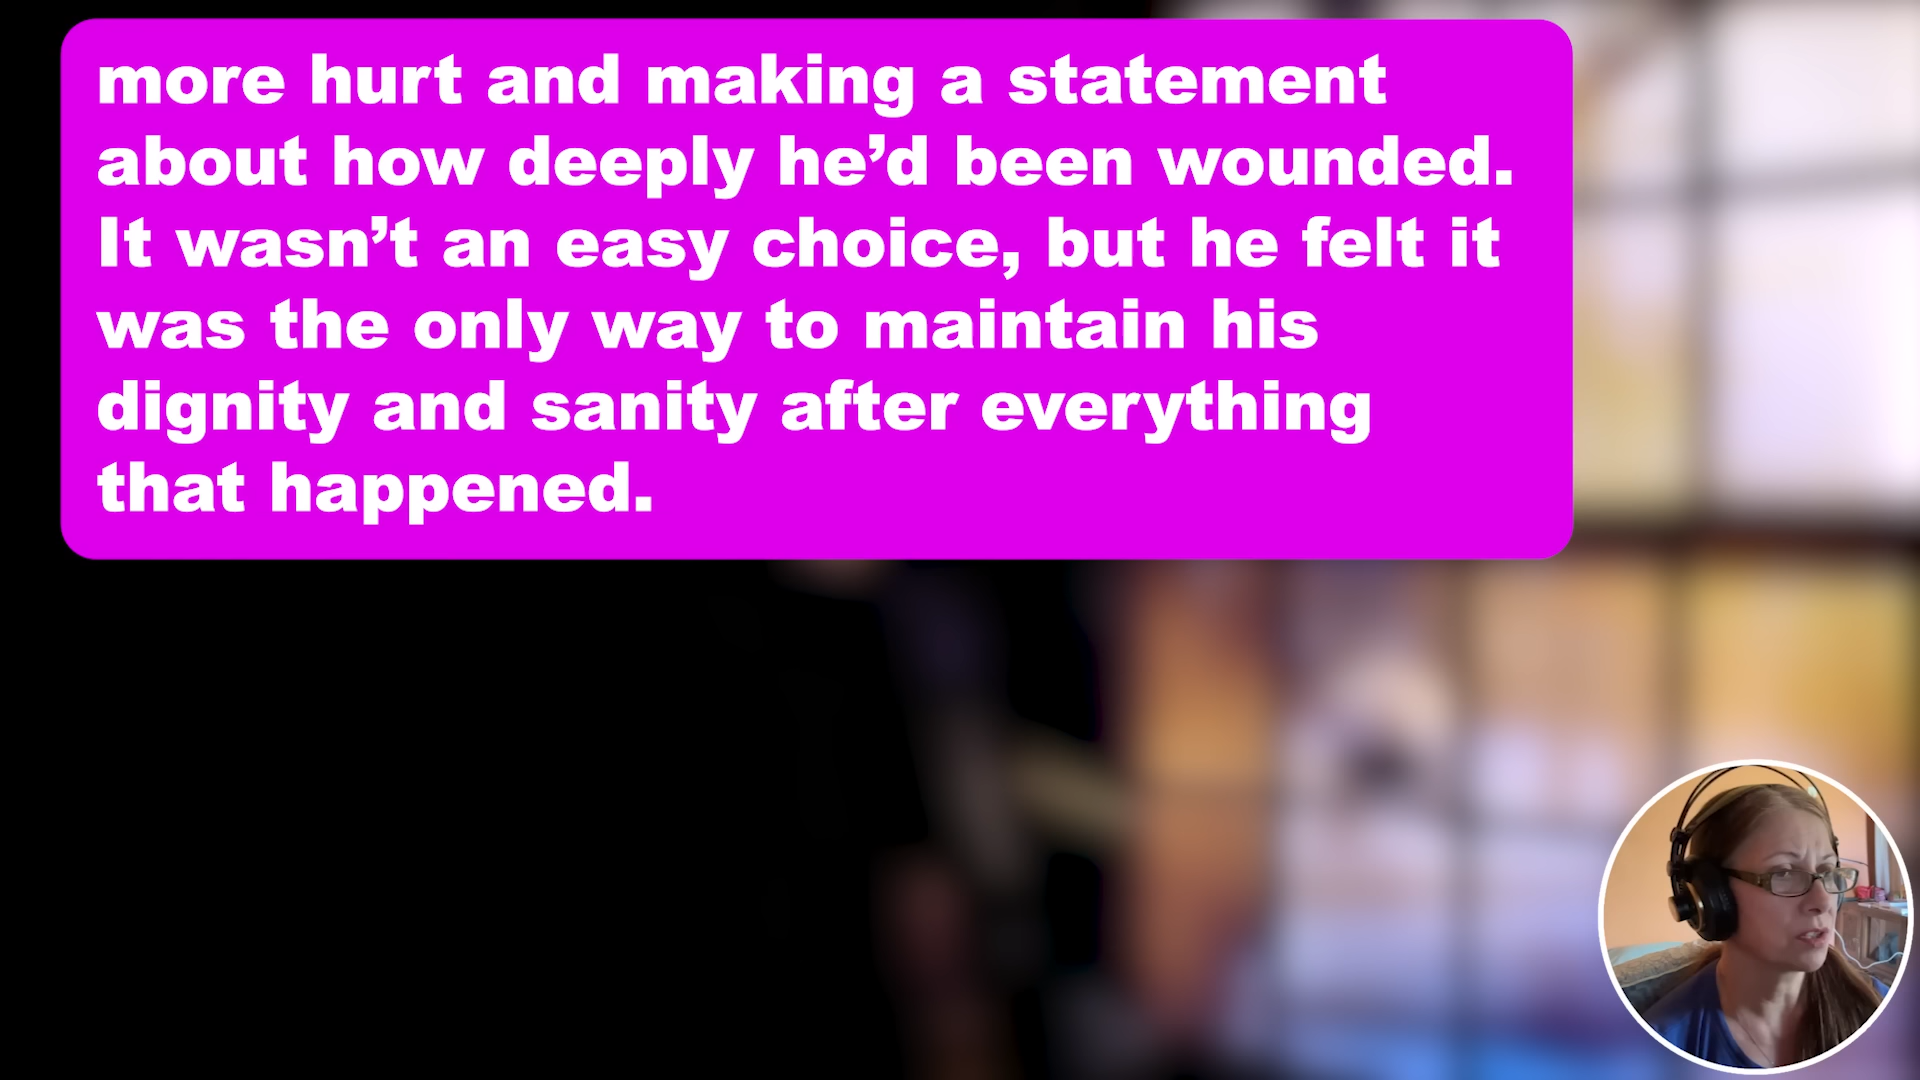 more hurt and making a statement
about how deeply he’d been wounded.
It wasn’t an easy choice, but he felt it
was the only way to maintain his
dignity and sanity after everything
that happened.